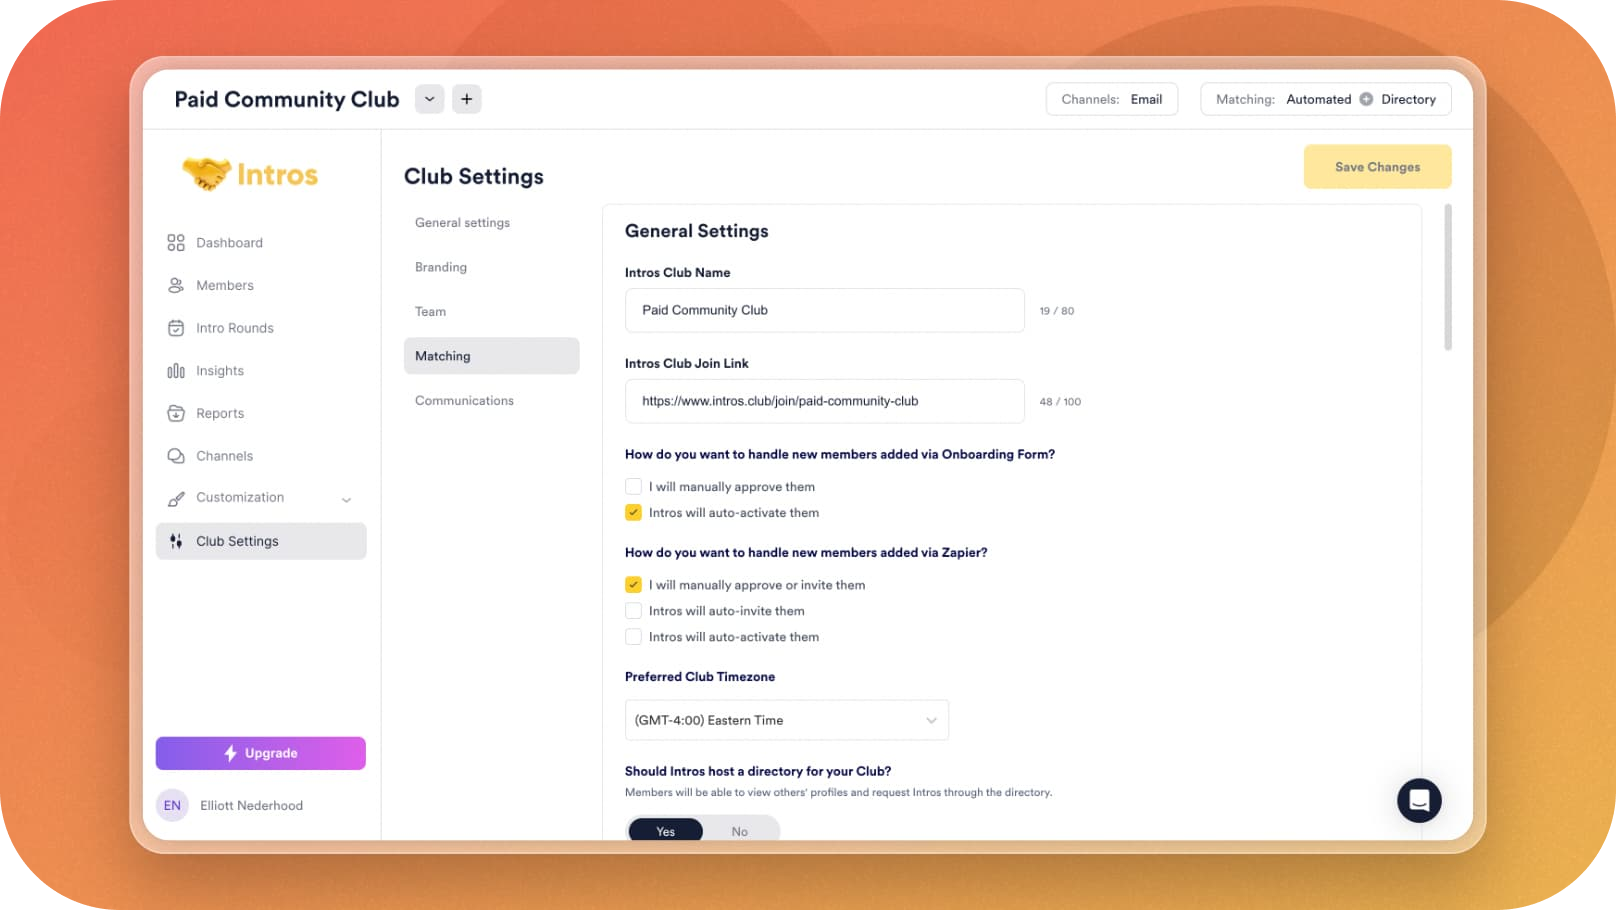 Paid Community Club
Channels: Email
Matching: Automated Directory
Intros
Dashboard
Members
Intro Rounds
Insights
Reports
Channels
Customization
Club Settings
Upgrade
EN
Elliott Nederhood
Club Settings
Save Changes
General settings
Branding
Team
Matching
Communications
General Settings
Intros Club Name
Paid Community Club
19 / 80
Intros Club Join Link
https://www.intros.club/join/paid-community-club
48 / 100
How do you want to handle new members added via Onboarding Form?
I will manually approve them
Intros will auto-activate them
How do you want to handle new members added via Zapier?
I will manually approve or invite them
Intros will auto-invite them
Intros will auto-activate them
Preferred Club Timezone
(GMT-4:00) Eastern Time
Should Intros host a directory for your Club?
Members will be able to view others' profiles and request Intros through the directory.
Yes
No